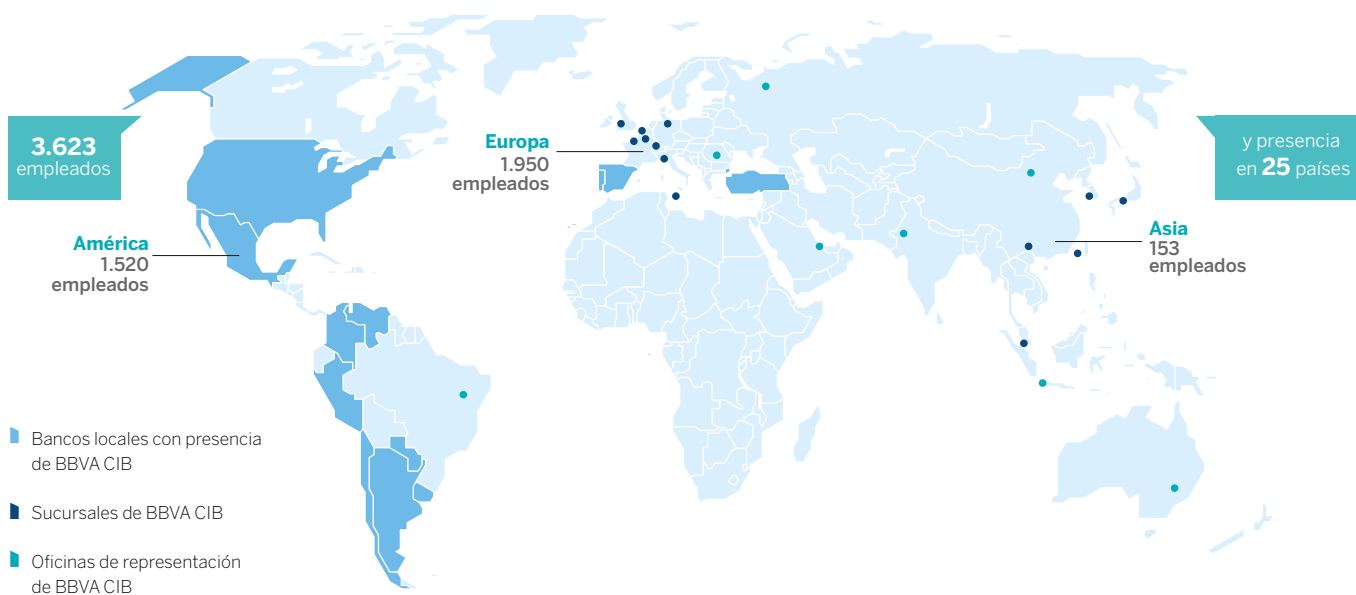 3.623
empleados
América
1.520
empleados
Europa
1.950
empleados
y presencia
en 25 países
Asia
153
empleados
Bancos locales con presencia
de BBVA CIB
Sucursales de BBVA CIB
Oficinas de representación
de BBVA CIB